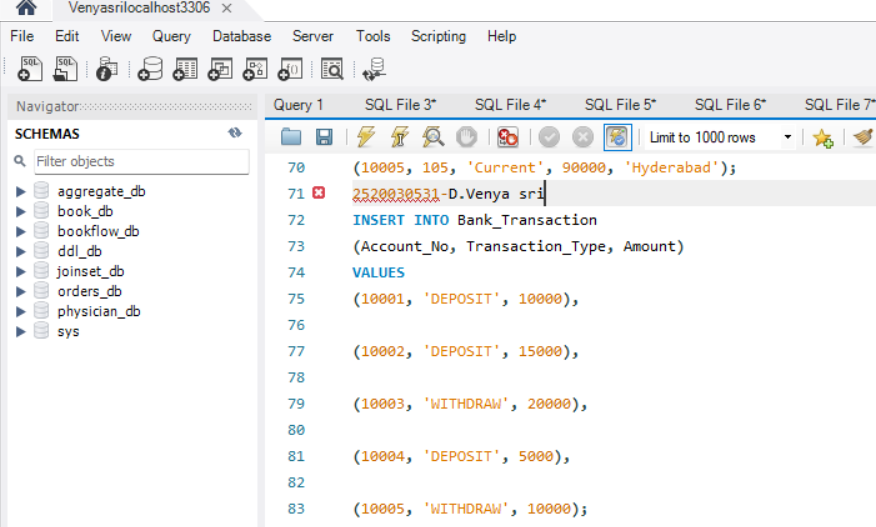 Venyasrilocalhost3306 ×
File Edit View Query Database Server Tools Scripting Help
Navigator
SCHEMAS
Filter objects
aggregate_db
book_db
bookflow_db
ddl_db
joinset_db
orders_db
physician_db
sys
Query 1 SQL File 3* SQL File 4* SQL File 5* SQL File 6* SQL File 7*
Limit to 1000 rows
70 (10005, 105, 'Current', 90000, 'Hyderabad');
71 2520030531-D.Venya sri
72 INSERT INTO Bank_Transaction
73 (Account_No, Transaction_Type, Amount)
74 VALUES
75 (10001, 'DEPOSIT', 10000),
76
77 (10002, 'DEPOSIT', 15000),
78
79 (10003, 'WITHDRAW', 20000),
80
81 (10004, 'DEPOSIT', 5000),
82
83 (10005, 'WITHDRAW', 10000);